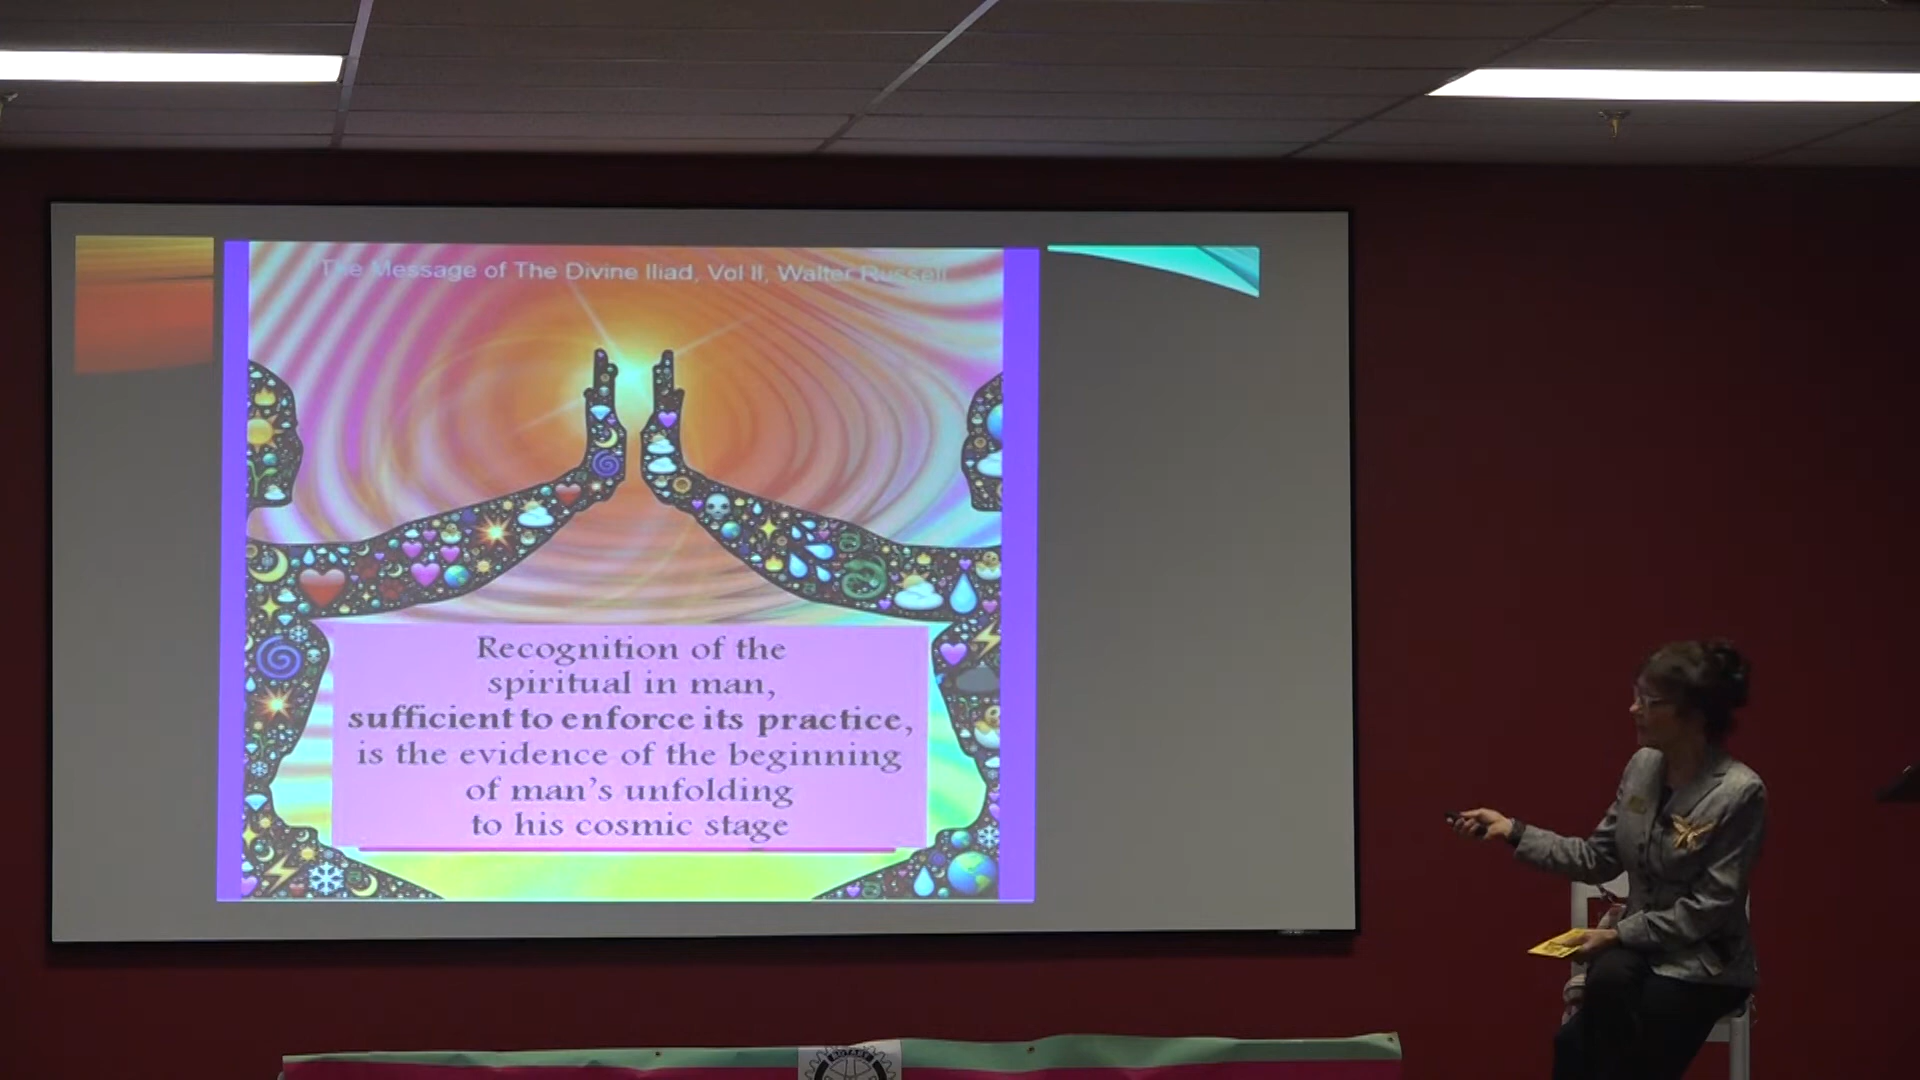 The Message of The Divine Iliad, Vol II, Walter Russell
Recognition of the
spiritual in man,
sufficient to enforce its practice,
is the evidence of the beginning
of man's unfolding
to his cosmic stage
ROTARY